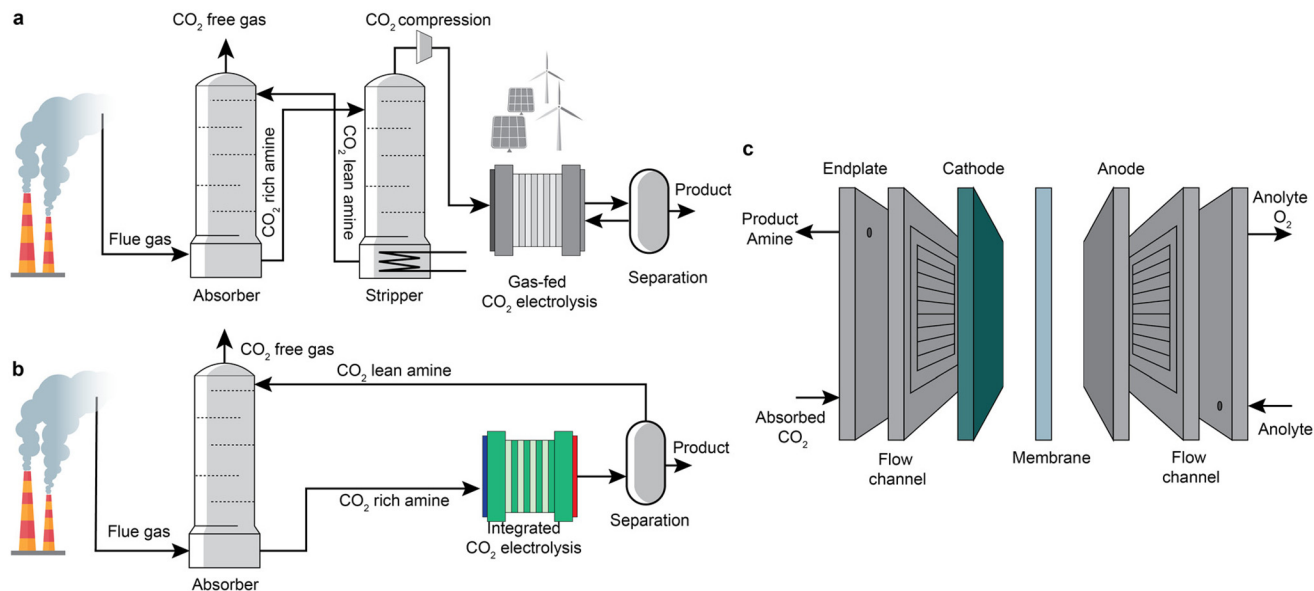 a
CO₂ free gas
CO₂ compression
CO₂ rich amine
CO₂ lean amine
Flue gas
Absorber
Stripper
Gas-fed
CO₂ electrolysis
Product
Separation
b
CO₂ free gas
CO₂ lean amine
Flue gas
Absorber
CO₂ rich amine
Integrated
CO₂ electrolysis
Product
Separation
c
Endplate
Cathode
Anode
Product
Amine
Anolyte
O₂
Absorbed
CO₂
Anolyte
Flow
channel
Membrane
Flow
channel